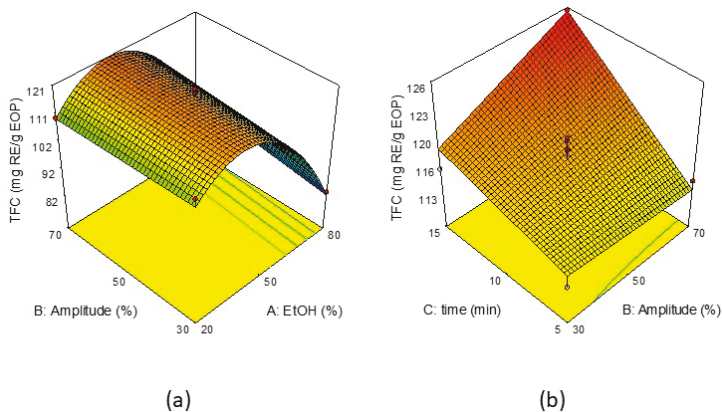 121
111
102
92
82
TFC (mg RE/g EOP)
70
50
30
B: Amplitude (%)
20
50
80
A: EtOH (%)
(a)
126
120
120
116
113
TFC (mg RE/g EOP)
15
10
5
C: time (min)
30
50
70
B: Amplitude (%)
(b)